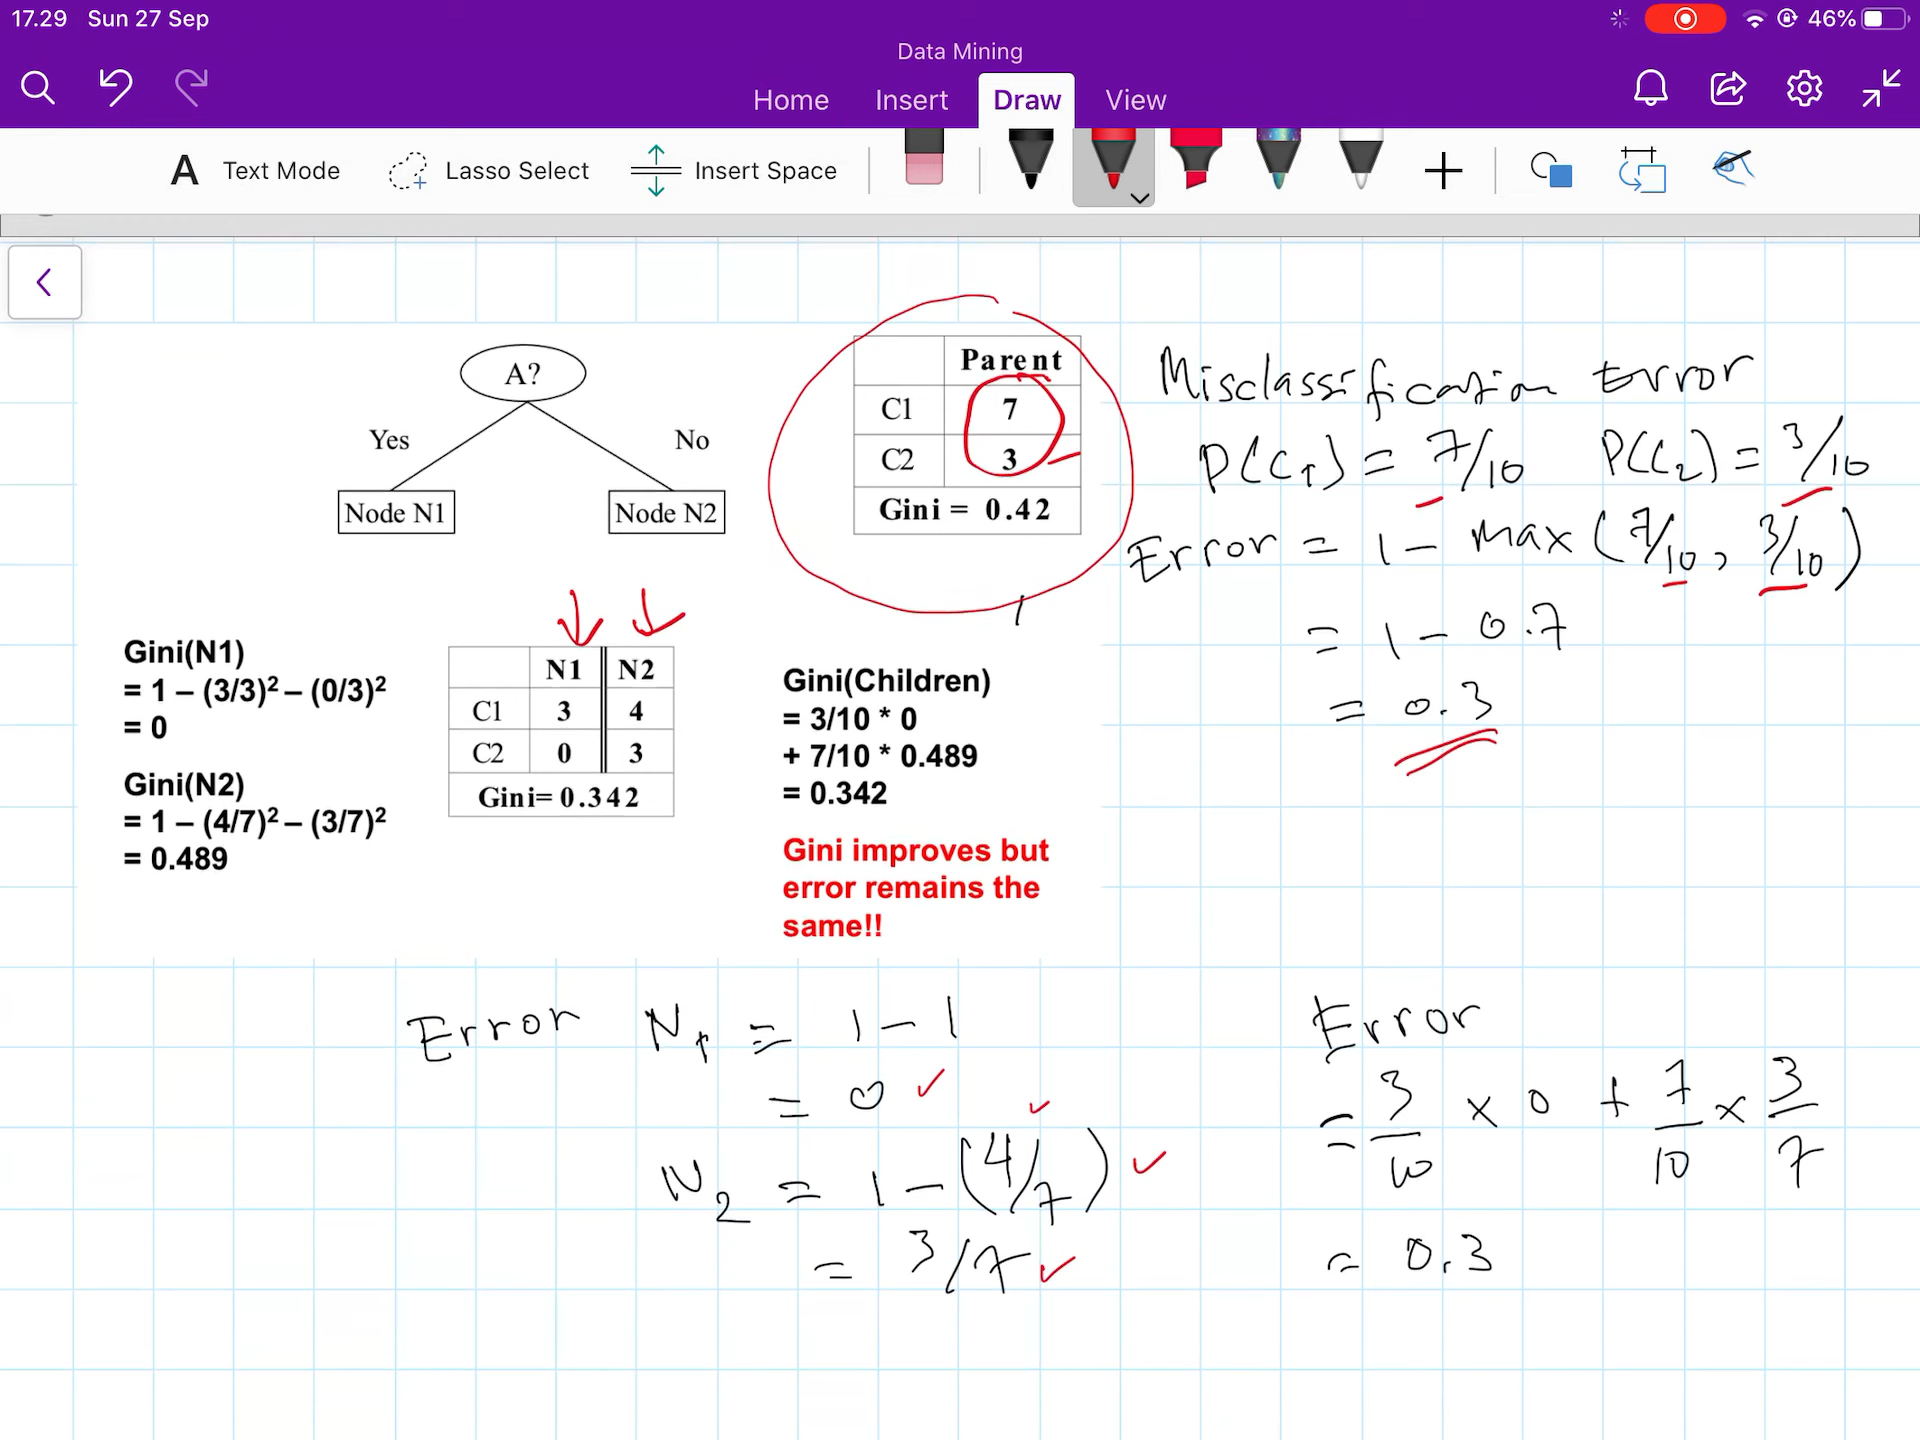 17.29 Sun 27 Sep
46%
Data Mining
Home Insert Draw View
A Text Mode Lasso Select Insert Space
A?
Yes No
Node N1 Node N2
Parent
C1 7
C2 3
Gini = 0.42
Misclassification Error
P(C1) = 7/10 P(C2) = 3/10
Error = 1 - max (7/10, 3/10)
= 1 - 0.7
= 0.3
Gini(N1)
= 1 – (3/3)² – (0/3)²
= 0
Gini(N2)
= 1 – (4/7)² – (3/7)²
= 0.489
N1 N2
C1 3 4
C2 0 3
Gini=0.342
Gini(Children)
= 3/10 * 0
+ 7/10 * 0.489
= 0.342
Gini improves but
error remains the
same!!
Error N1 = 1 - 1
= 0
N2 = 1 - (4/7)
= 3/7
Error
= 3/10 x 0 + 7/10 x 3/7
= 0.3